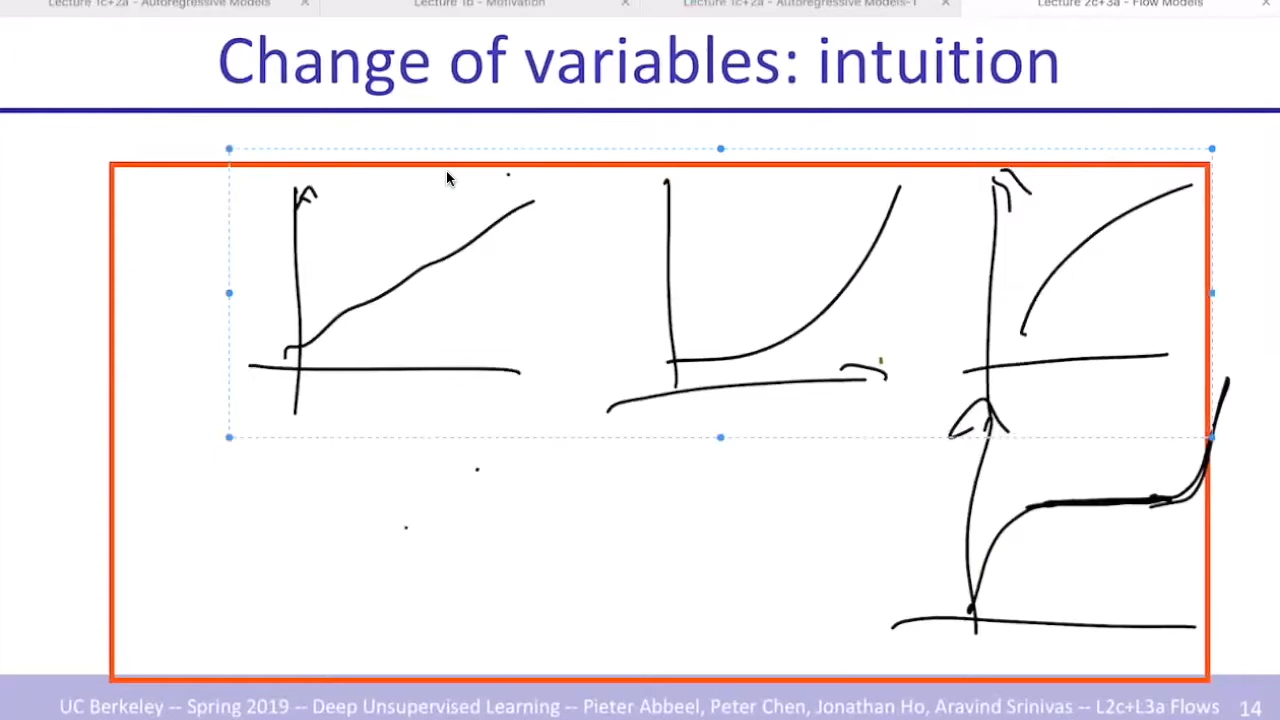 Lecture 1c+2a - Autoregressive Models
Lecture 1b - Motivation
Lecture 1c+2a - Autoregressive Models-1
Lecture 2c+3a - Flow Models
Change of variables: intuition
UC Berkeley -- Spring 2019 -- Deep Unsupervised Learning -- Pieter Abbeel, Peter Chen, Jonathan Ho, Aravind Srinivas -- L2c+L3a Flows 14